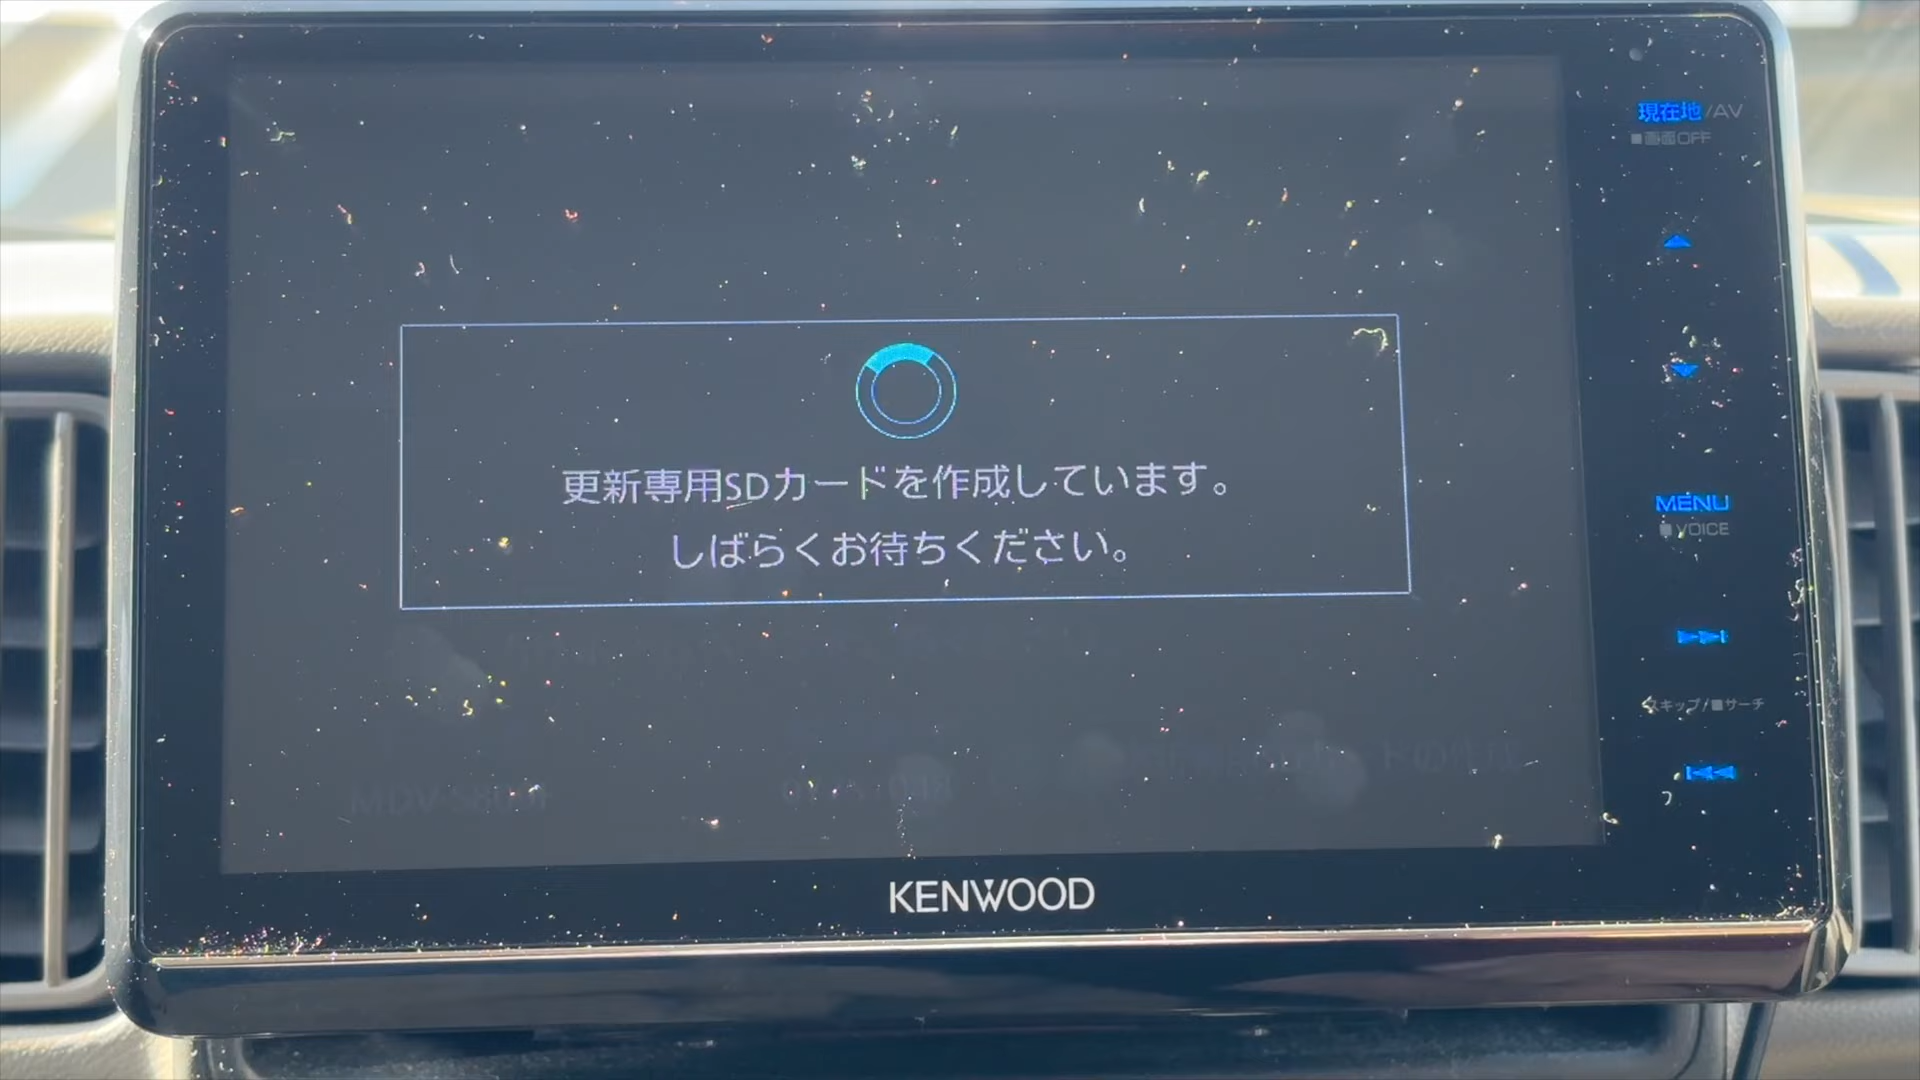 現在地/AV
■画面OFF
更新専用SDカードを作成しています。
しばらくお待ちください。
MENU
■VOICE
スキップ/■サーチ
KENWOOD